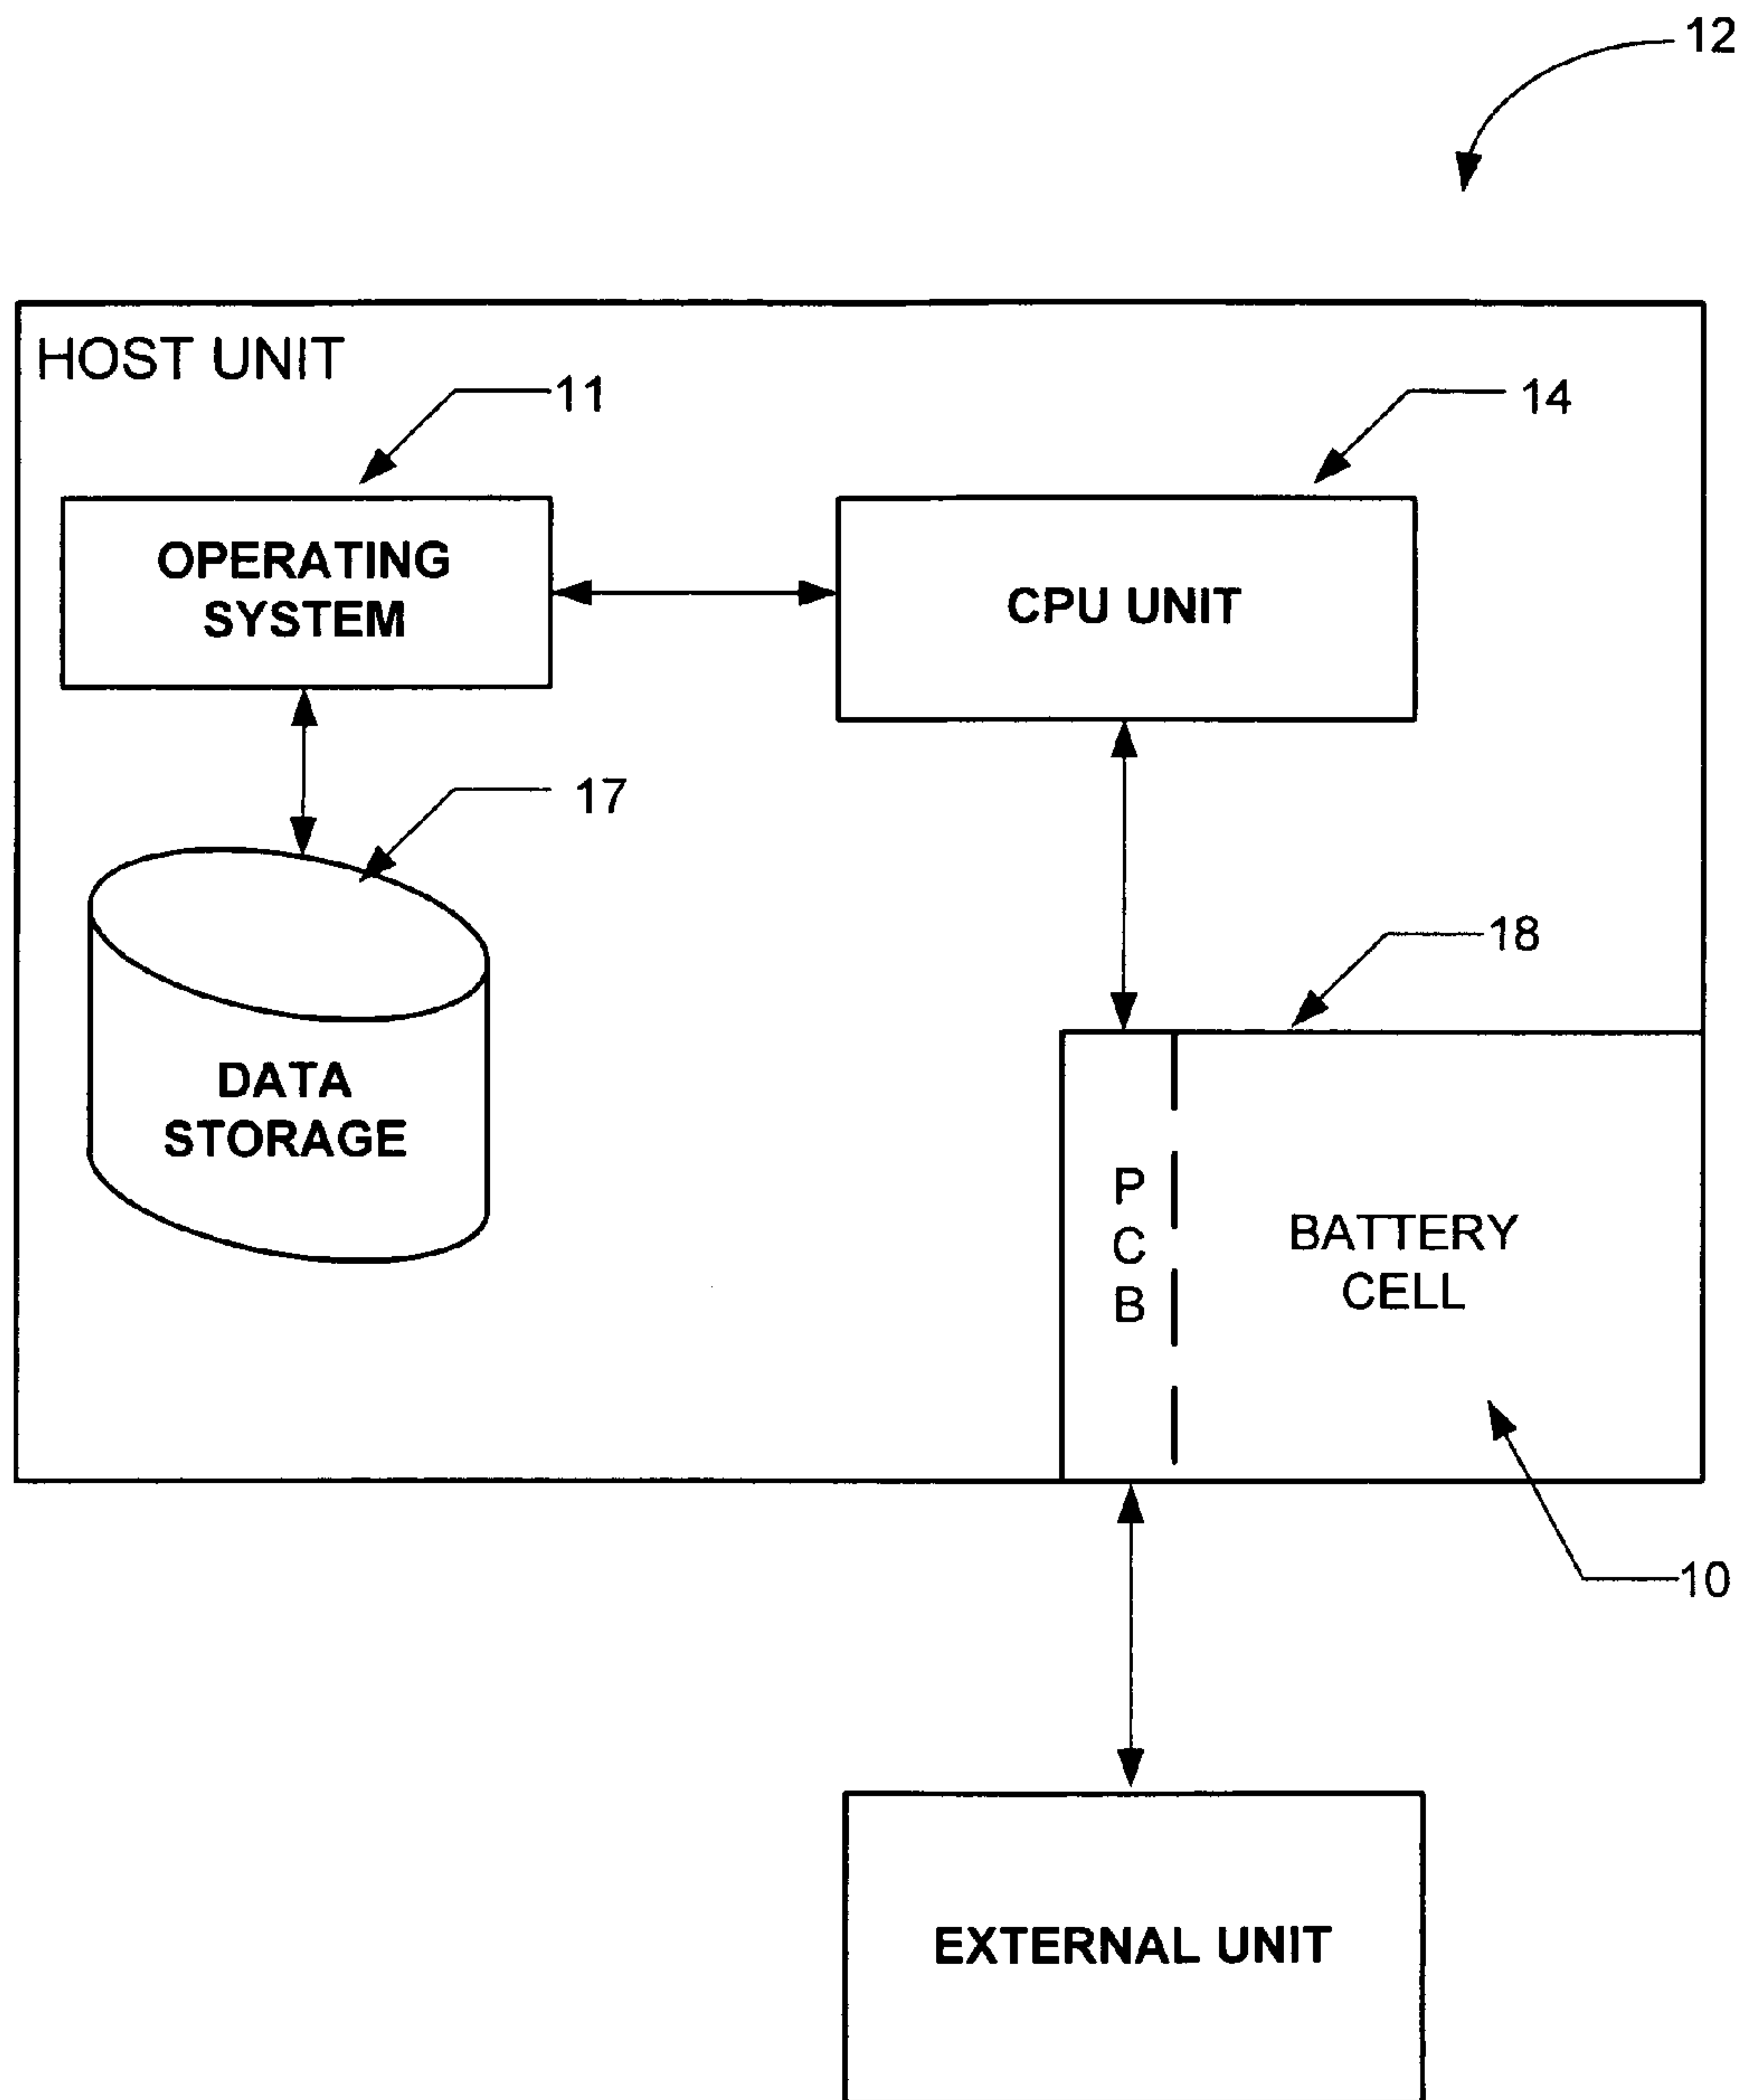 12
HOST UNIT
11
14
OPERATING
SYSTEM
CPU UNIT
17
18
DATA
STORAGE
P
C
B
BATTERY
CELL
10
EXTERNAL UNIT